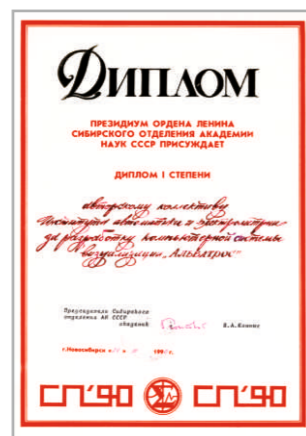 ДИПЛОМ
ПРЕЗИДИУМ ОРДЕНА ЛЕНИНА
СИБИРСКОГО ОТДЕЛЕНИЯ АКАДЕМИИ
НАУК СССР ПРИСУЖДАЕТ
ДИПЛОМ I СТЕПЕНИ
авторскому коллективу
Института автоматики и электрометрии
за разработку компьютерной системы
визуализации "Альбатрос"
Председатель Сибирского
отделения АН СССР
академик В.А.Коптюг
г.Новосибирск
СП'90 СП'90